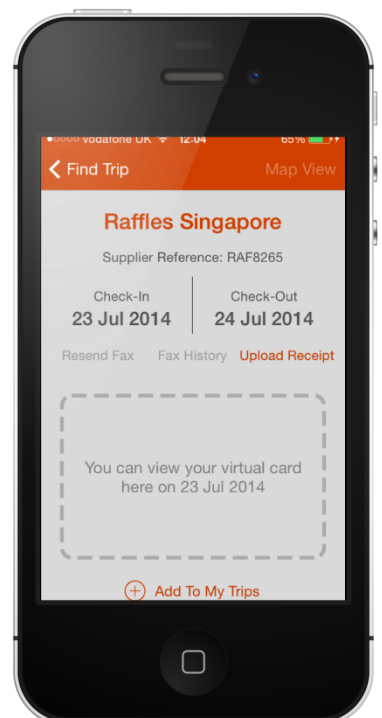 vodafone UK 12:04 65%
Find Trip Map View
Raffles Singapore
Supplier Reference: RAF8265
Check-In Check-Out
23 Jul 2014 24 Jul 2014
Resend Fax Fax History Upload Receipt
You can view your virtual card
here on 23 Jul 2014
Add To My Trips